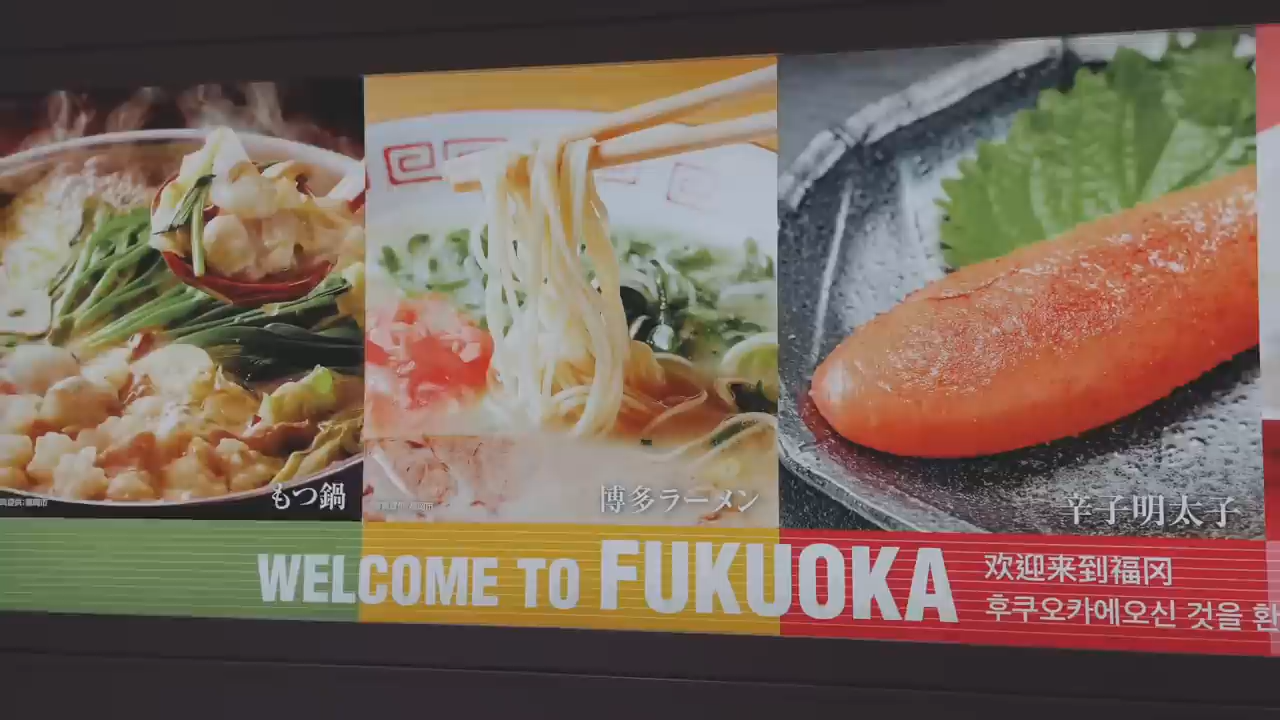 もつ鍋
博多ラーメン
辛子明太子
WELCOME TO FUKUOKA
欢迎来到福冈
후쿠오카에오신 것을 환